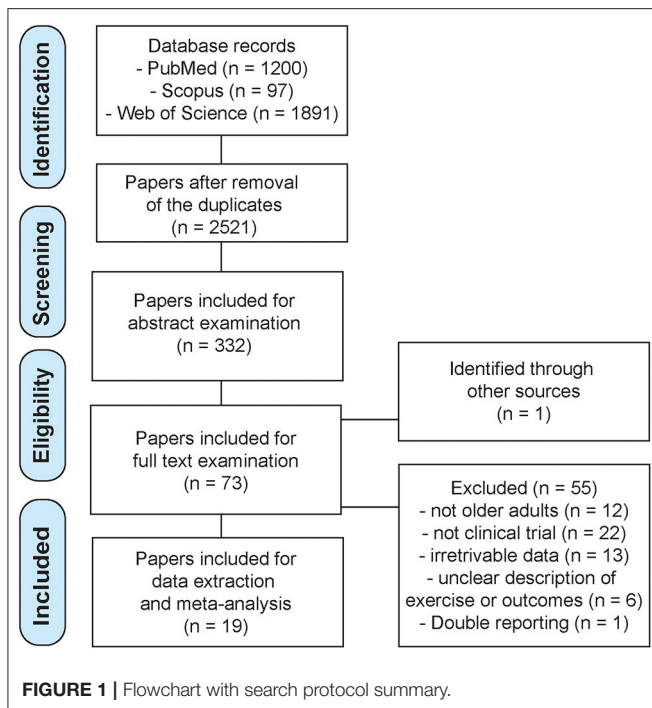 Identification
Database records
- PubMed (n = 1200)
- Scopus (n = 97)
- Web of Science (n = 1891)
Papers after removal
of the duplicates
(n = 2521)
Screening
Papers included for
abstract examination
(n = 332)
Eligibility
Identified through
other sources
(n = 1)
Papers included for
full text examination
(n = 73)
Excluded (n = 55)
- not older adults (n = 12)
- not clinical trial (n = 22)
- irretrivable data (n = 13)
- unclear description of
exercise or outcomes (n = 6)
- Double reporting (n = 1)
Included
Papers included for
data extraction
and meta-analysis
(n = 19)
FIGURE 1 | Flowchart with search protocol summary.